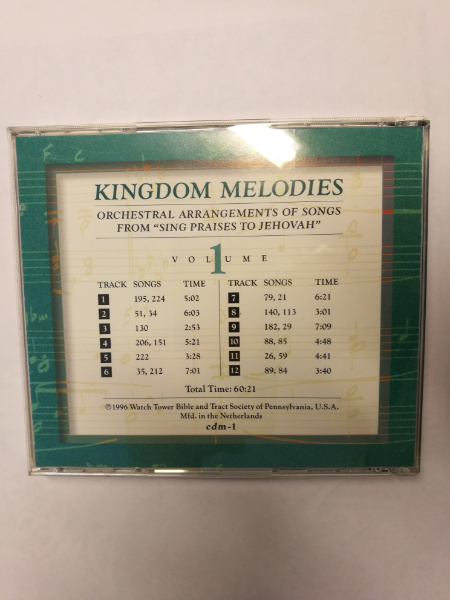 KINGDOM MELODIES
ORCHESTRAL ARRANGEMENTS OF SONGS
FROM "SING PRAISES TO JEHOVAH"
VOLUME 1
TRACK SONGS TIME
1 195, 224 5:02
2 51, 34 6:03
3 130 2:53
4 206, 151 5:21
5 222 3:28
6 35, 212 7:01
TRACK SONGS TIME
7 79, 21 6:21
8 140, 113 3:01
9 182, 29 7:09
10 88, 85 4:48
11 26, 59 4:41
12 89, 84 3:40
Total Time: 60:21
℗1996 Watch Tower Bible and Tract Society of Pennsylvania, U.S.A.
Mfd. in the Netherlands
cdm-1